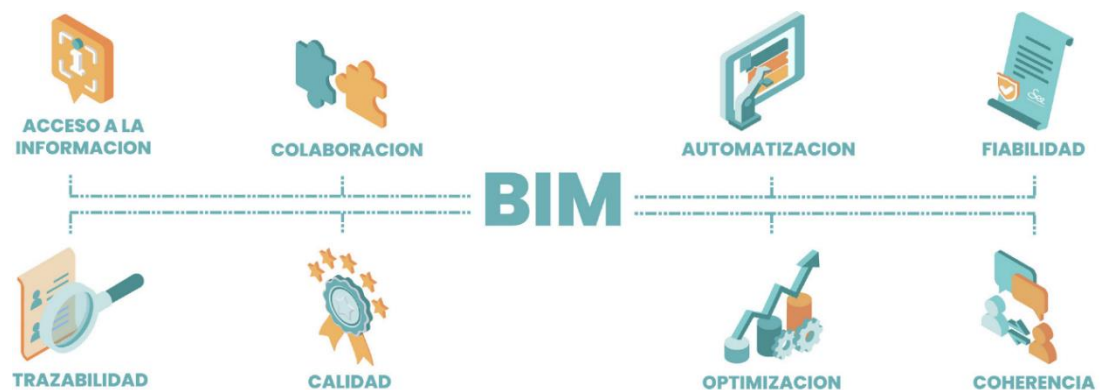 ACCESO A LA
INFORMACION
COLABORACION
AUTOMATIZACION
FIABILIDAD
BIM
TRAZABILIDAD
CALIDAD
OPTIMIZACION
COHERENCIA